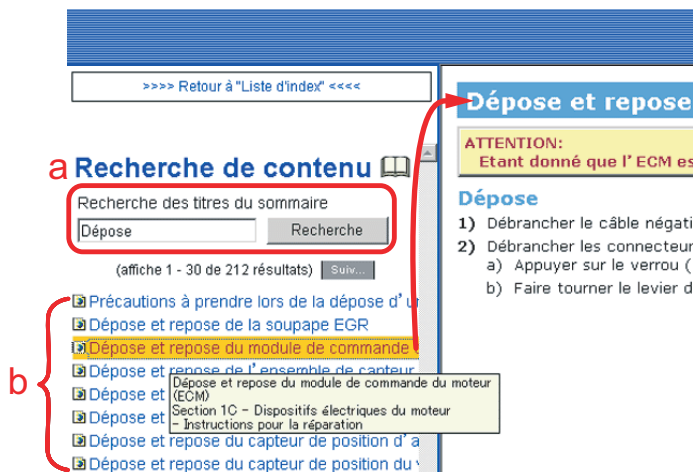 >>>> Retour à "Liste d'index" <<<<
a
Recherche de contenu
Recherche des titres du sommaire
Dépose
Recherche
(affiche 1 - 30 de 212 résultats)
Suiv...
b
Précautions à prendre lors de la dépose d'
Dépose et repose de la soupape EGR
Dépose et repose du module de commande
Dépose et repose de l'ensemble de capteur
Dépose et
Dépose et
Dépose et repose du capteur de position d'a
Dépose et repose du capteur de position du
Dépose et repose du module de commande du moteur
(ECM)
Section 1C - Dispositifs électriques du moteur
- Instructions pour la réparation
Dépose et repose
ATTENTION:
Etant donné que l'ECM es
Dépose
1) Débrancher le câble négati
2) Débrancher les connecteur
a) Appuyer sur le verrou (
b) Faire tourner le levier d